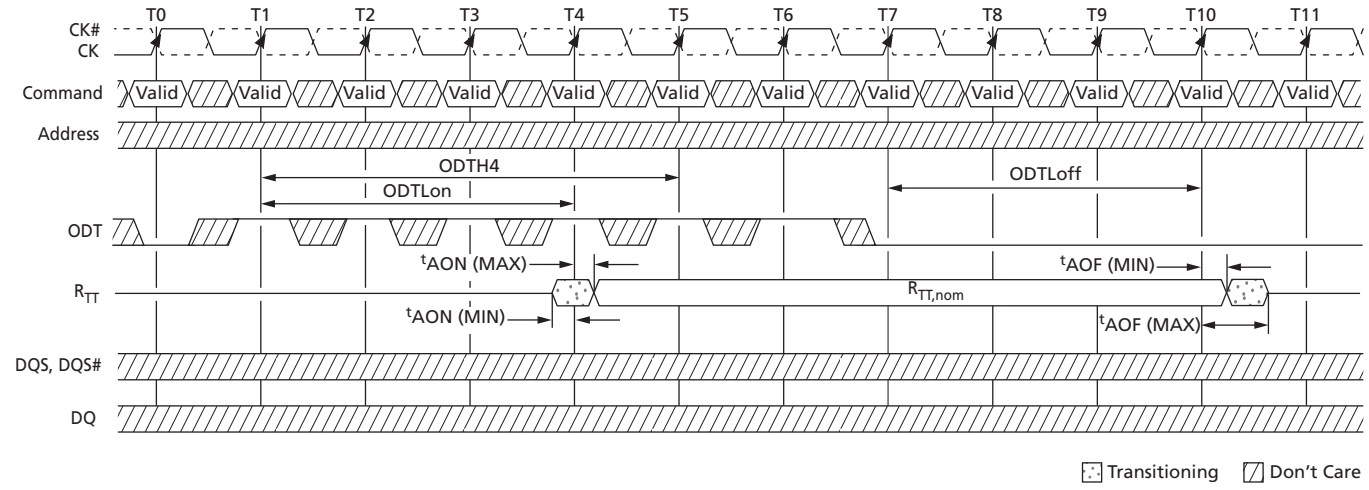 T0 T1 T2 T3 T4 T5 T6 T7 T8 T9 T10 T11
CK#
CK
Command Valid Valid Valid Valid Valid Valid Valid Valid Valid Valid Valid Valid
Address
ODTH4
ODTLon
ODTLoff
ODT
tAON (MAX)
tAOF (MIN)
RTT
RTT,nom
tAON (MIN)
tAOF (MAX)
DQS, DQS#
DQ
Transitioning Don't Care